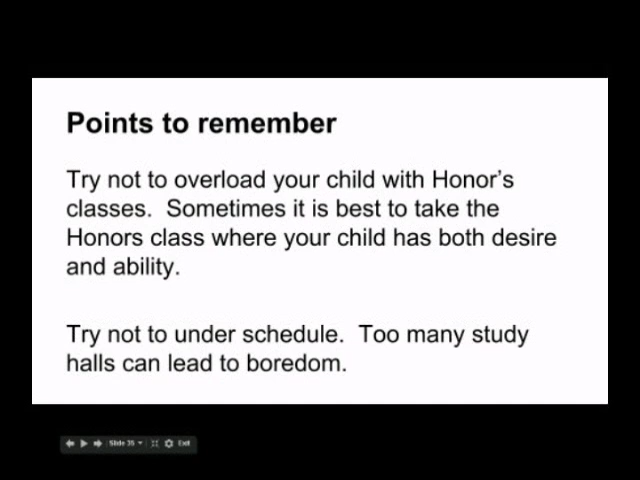 Points to remember
Try not to overload your child with Honor's
classes.  Sometimes it is best to take the
Honors class where your child has both desire
and ability.
Try not to under schedule.  Too many study
halls can lead to boredom.
Slide 35
Exit